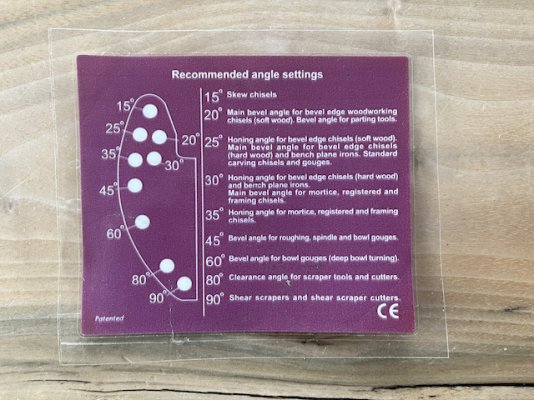 Recommended angle settings
15° Skew chisels
20° Main bevel angle for bevel edge woodworking
chisels (soft wood). Bevel angle for parting tools.
25° Honing angle for bevel edge chisels (soft wood).
Main bevel angle for bevel edge chisels
(hard wood) and bench plane irons. Standard
carving chisels and gouges.
30° Honing angle for bevel edge chisels (hard wood)
and bench plane irons.
Main bevel angle for mortice, registered and
framing chisels.
35° Honing angle for mortice, registered and framing
chisels.
45° Bevel angle for roughing, spindle and bowl gouges.
60° Bevel angle for bowl gouges (deep bowl turning).
80° Clearance angle for scraper tools and cutters.
90° Shear scrapers and shear scraper cutters.
15°
25°
20°
35°
30°
45°
60°
80°
90°
Patented
CE